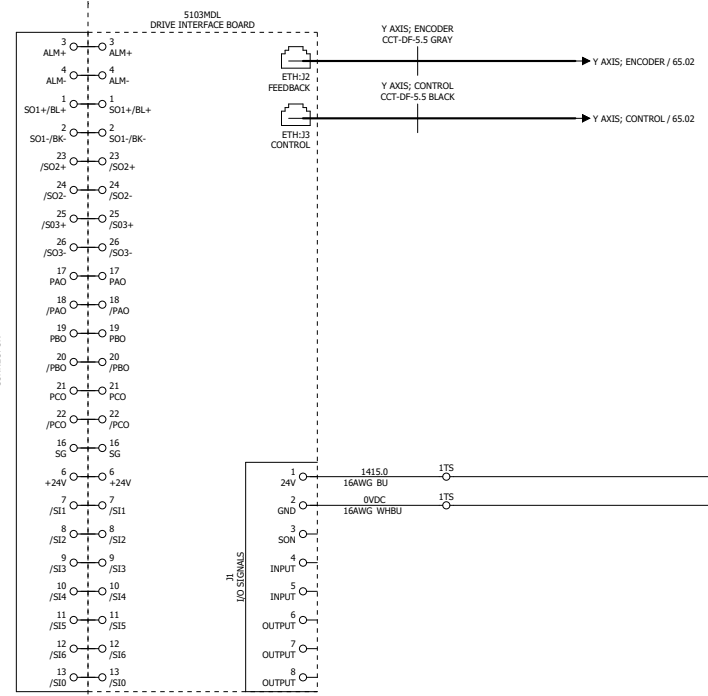 5103MDL
DRIVE INTERFACE BOARD
3 3
ALM+ ALM+
4 4
ALM- ALM-
1 1
SO1+/BL+ SO1+/BL+
2 2
SO1-/BK- SO1-/BK-
23 23
/SO2+ /SO2+
24 24
/SO2- /SO2-
25 25
/S03+ /S03+
26 26
/SO3- /SO3-
17 17
PAO PAO
18 18
/PAO /PAO
19 19
PBO PBO
20 20
/PBO /PBO
21 21
PCO PCO
22 22
/PCO /PCO
16 16
SG SG
6 6
+24V +24V
7 7
/SI1 /SI1
8 8
/SI2 /SI2
9 9
/SI3 /SI3
10 10
/SI4 /SI4
11 11
/SI5 /SI5
12 12
/SI6 /SI6
13 13
/SI0 /SI0
ETH:J2
FEEDBACK
Y AXIS; ENCODER
CCT-DF-5.5 GRAY
Y AXIS; ENCODER / 65.02
ETH:J3
CONTROL
Y AXIS; CONTROL
CCT-DF-5.5 BLACK
Y AXIS; CONTROL / 65.02
J1
I/O SIGNALS
1
24V
1415.0
16AWG BU
1TS
2
GND
0VDC
16AWG WHBU
1TS
3
SON
4
INPUT
5
INPUT
6
OUTPUT
7
OUTPUT
8
OUTPUT